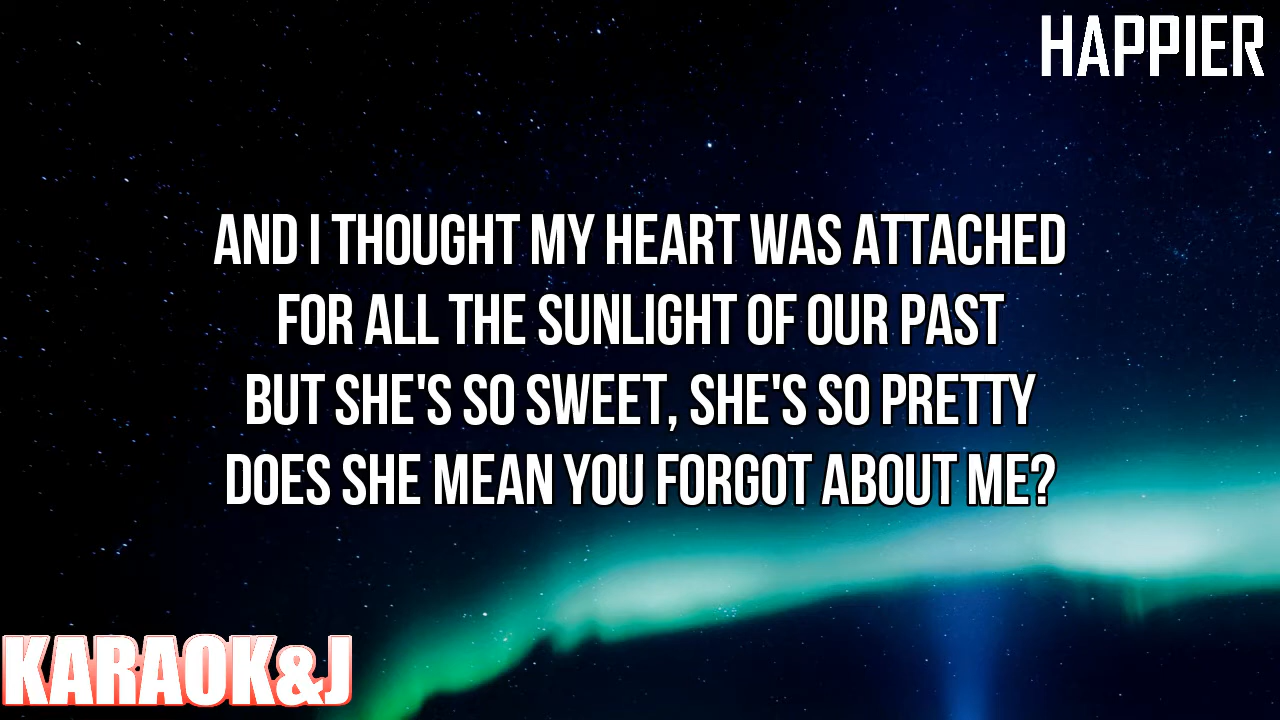 HAPPIER
AND I THOUGHT MY HEART WAS ATTACHED
FOR ALL THE SUNLIGHT OF OUR PAST
BUT SHE'S SO SWEET, SHE'S SO PRETTY
DOES SHE MEAN YOU FORGOT ABOUT ME?
KARAOK&J